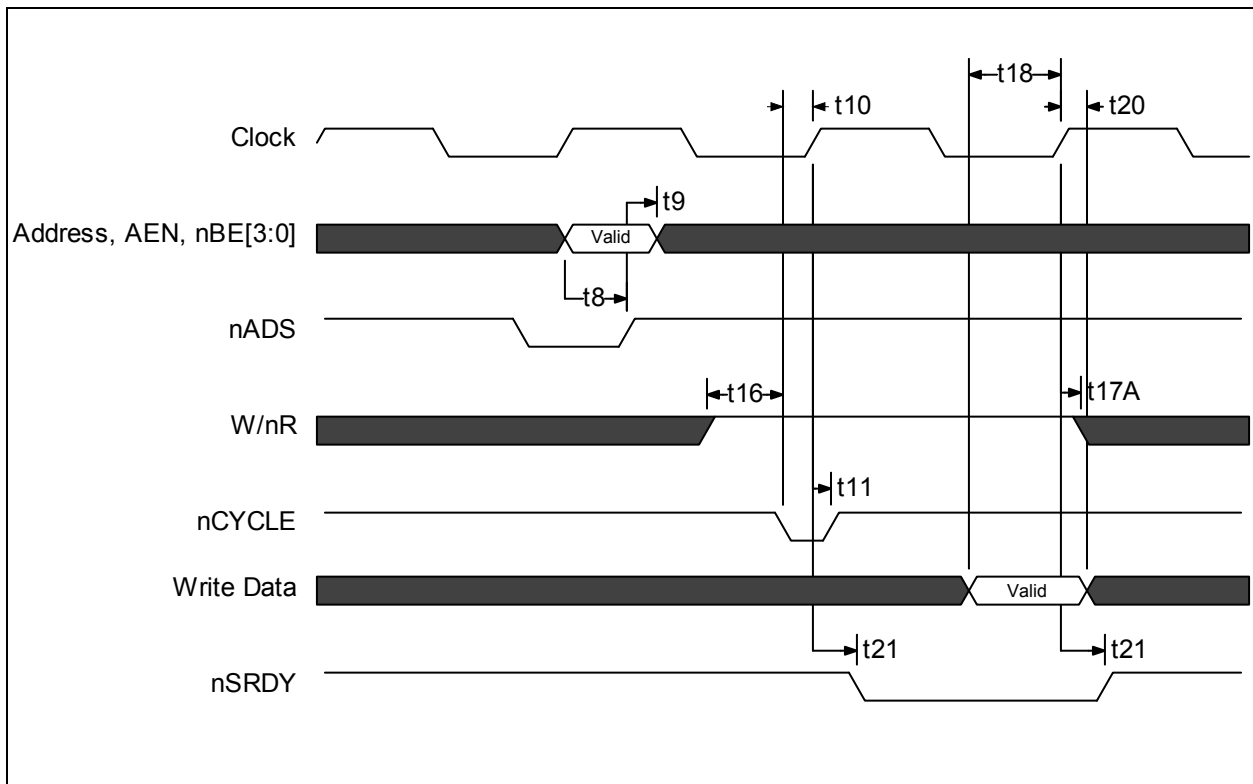 t18
t10
t20
Clock
t9
Address, AEN, nBE[3:0]
Valid
t8
nADS
t16
t17A
W/nR
t11
nCYCLE
Write Data
Valid
t21
t21
nSRDY